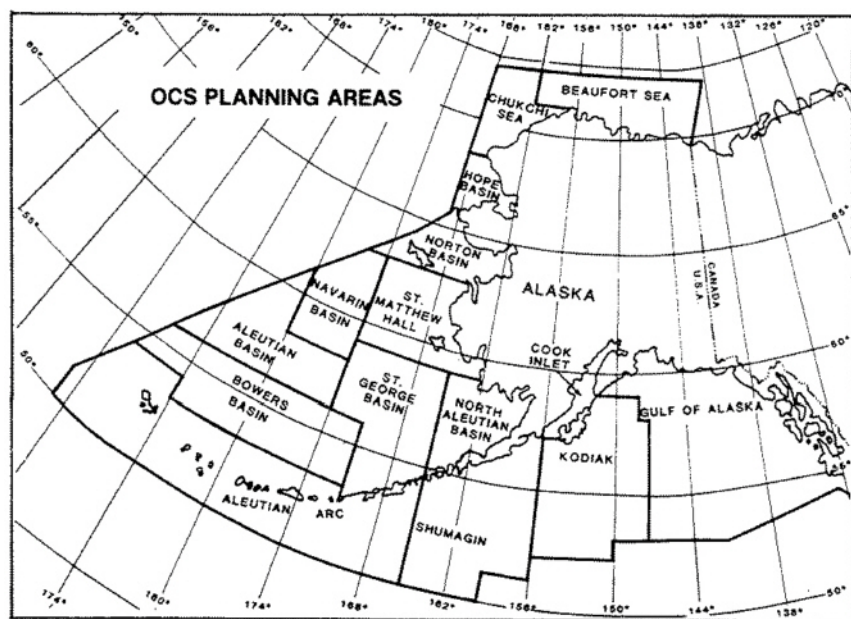 150° 156° 162° 168° 174° 180° 174° 168° 162° 156° 150° 144° 138° 132° 126° 120°
60°
OCS PLANNING AREAS
BEAUFORT SEA
CHUKCHI
SEA
HOPE
BASIN
65°
55°
NORTON
BASIN
ALASKA
CANADA
U.S.A.
NAVARIN
BASIN
ST.
MATTHEW
HALL
ALEUTIAN
BASIN
COOK
INLET
60°
50°
BOWERS
BASIN
ST.
GEORGE
BASIN
NORTH
ALEUTIAN
BASIN
GULF OF ALASKA
KODIAK
55°
ALEUTIAN ARC
SHUMAGIN
174° 180° 174° 168° 162° 156° 150° 144° 138°
50°